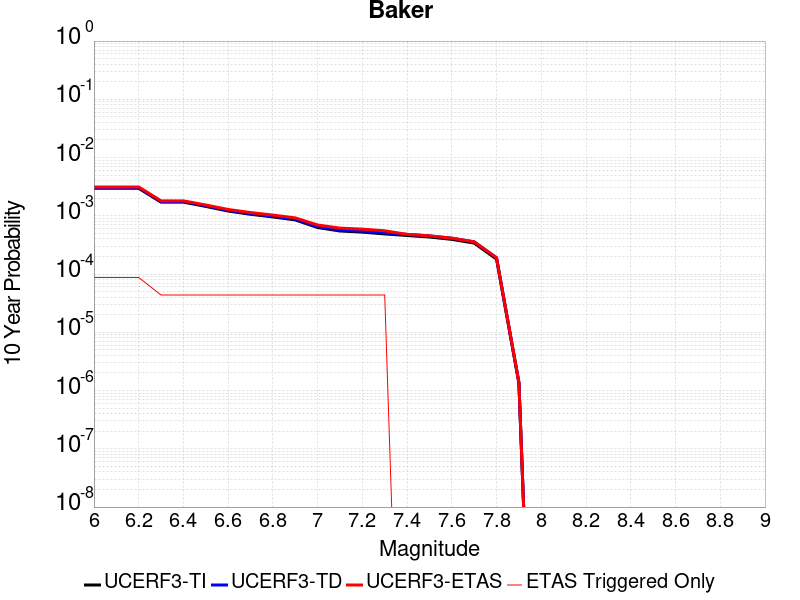 Baker
10 Year Probability
10^0
10^-1
10^-2
10^-3
10^-4
10^-5
10^-6
10^-7
10^-8
6 6.2 6.4 6.6 6.8 7 7.2 7.4 7.6 7.8 8 8.2 8.4 8.6 8.8 9
Magnitude
UCERF3-TI UCERF3-TD UCERF3-ETAS ETAS Triggered Only